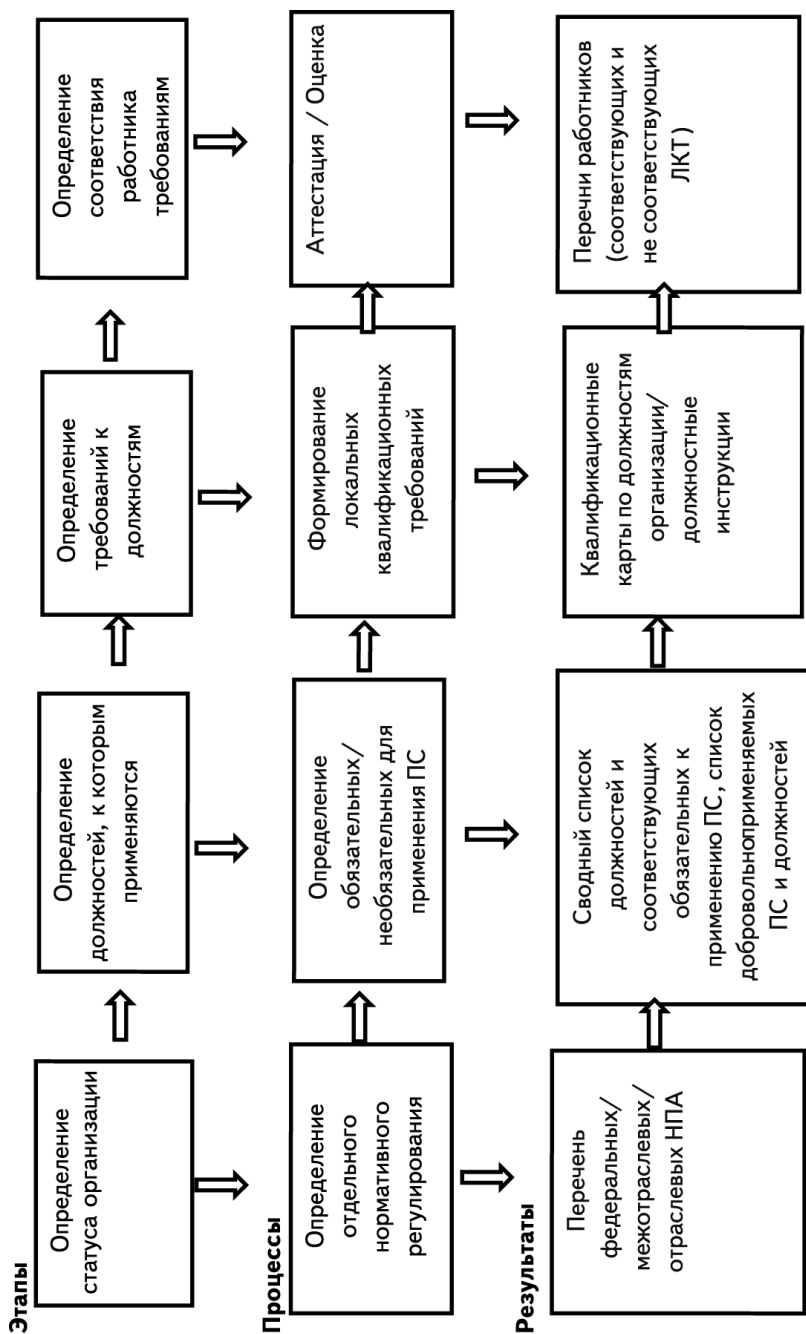 Этапы
Определение
статуса организации
Определение
должностей, к которым
применяются
Определение
требований к
должностям
Определение
соответствия
работника
требованиям
Процессы
Определение
отдельного
нормативного
регулирования
Определение
обязательных/
необязательных для
применения ПС
Формирование
локальных
квалификационных
требований
Аттестация / Оценка
Результаты
Перечень
федеральных/
межотраслевых/
отраслевых НПА
Сводный список
должностей и
соответствующих
обязательных к
применению ПС, список
добровольноприменяемых
ПС и должностей
Квалификационные
карты по должностям
организации/
должностные
инструкции
Перечни работников
(соответствующих и
не соответствующих
ЛКТ)